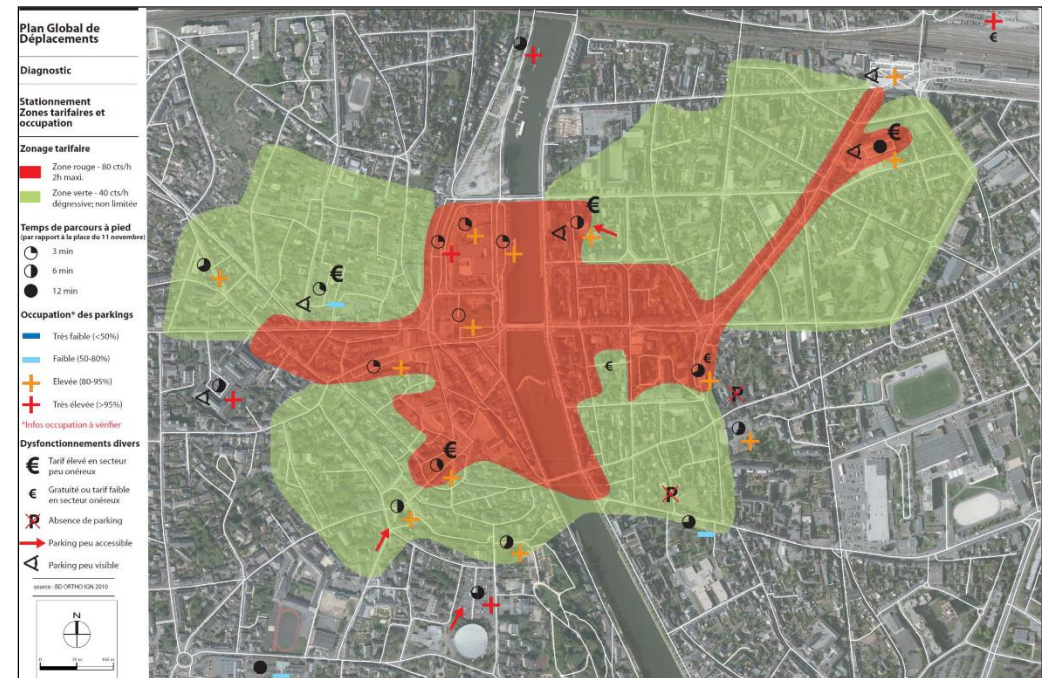 Plan Global de
Déplacements
Diagnostic
Stationnement
Zones tarifaires et
occupation
Zonage tarifaire
Zone rouge - 80 cts/h
2h maxi.
Zone verte - 40 cts/h
dégressive; non limitée
Temps de parcours à pied
(par rapport à la place du 11 novembre)
3 min
6 min
12 min
Occupation* des parkings
Très faible (<50%)
Faible (50-80%)
Elevée (80-95%)
Très élevée (>95%)
*Infos occupation à vérifier
Dysfonctionnements divers
€ Tarif élevé en secteur
peu onéreux
€ Gratuité ou tarif faible
en secteur onéreux
P Absence de parking
Parking peu accessible
Parking peu visible
source : BD ORTHO IGN 2010
N
0
€
€
€
€
€
€
€
P
P